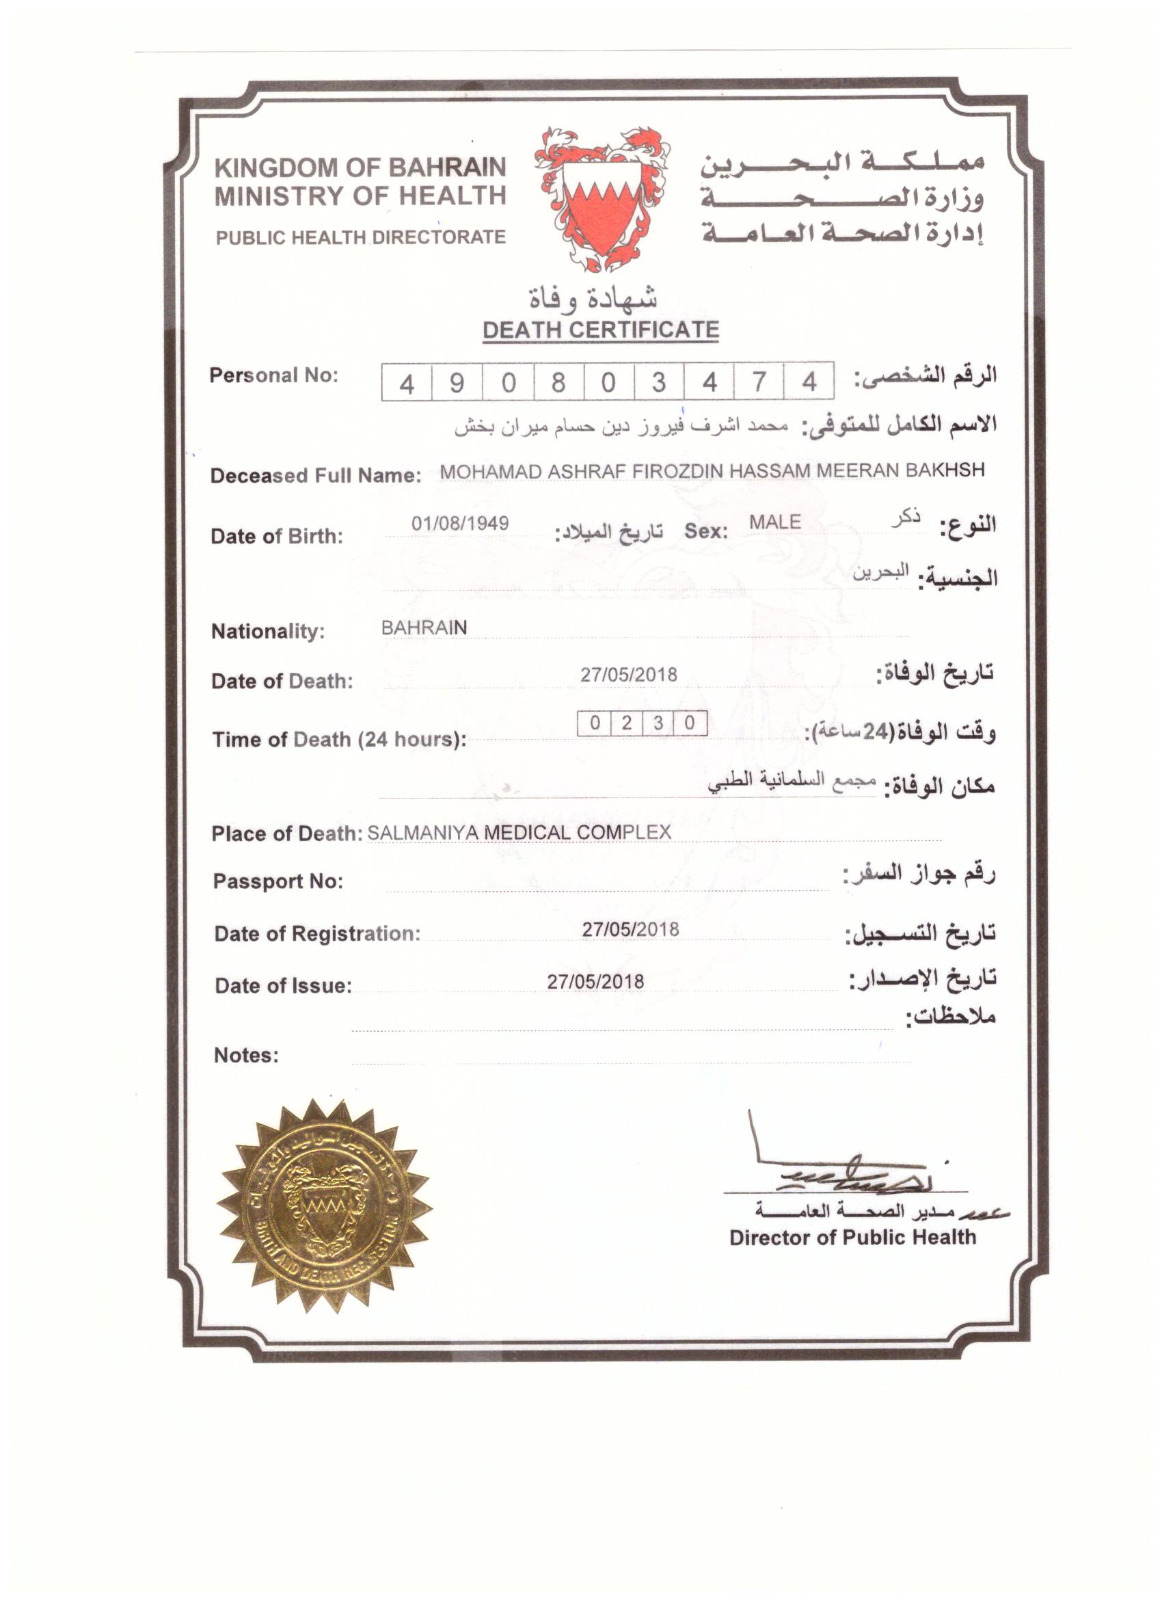 KINGDOM OF BAHRAIN
MINISTRY OF HEALTH
PUBLIC HEALTH DIRECTORATE
مملكة البحرين
وزارة الصحة
إدارة الصحة العامة
شهادة وفاة
DEATH CERTIFICATE
Personal No: 4 9 0 8 0 3 4 7 4 الرقم الشخصي:
الاسم الكامل للمتوفى: محمد اشرف فيروز دين حسام ميران بخش
Deceased Full Name: MOHAMAD ASHRAF FIROZDIN HASSAM MEERAN BAKHSH
Date of Birth: 01/08/1949 تاريخ الميلاد: Sex: MALE ذكر النوع:
الجنسية: البحرين
Nationality: BAHRAIN
Date of Death: 27/05/2018 تاريخ الوفاة:
Time of Death (24 hours): 0 2 3 0 وقت الوفاة(24ساعة):
مكان الوفاة: مجمع السلمانية الطبي
Place of Death: SALMANIYA MEDICAL COMPLEX
Passport No: رقم جواز السفر:
Date of Registration: 27/05/2018 تاريخ التسجيل:
Date of Issue: 27/05/2018 تاريخ الإصدار:
ملاحظات:
Notes:
BIRTH AND DEATH REG. SECTION
مدير الصحة العامة
Director of Public Health